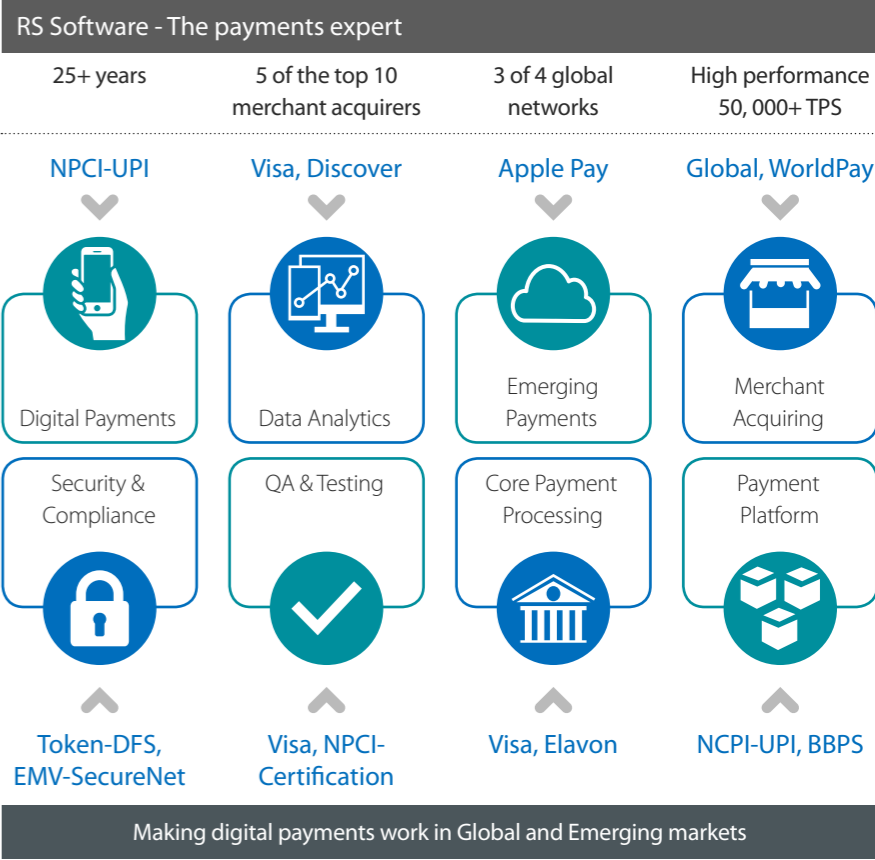 RS Software - The payments expert
25+ years
5 of the top 10
merchant acquirers
3 of 4 global
networks
High performance
50, 000+ TPS
NPCI-UPI
Visa, Discover
Apple Pay
Global, WorldPay
Digital Payments
Data Analytics
Emerging
Payments
Merchant
Acquiring
Security &
Compliance
QA & Testing
Core Payment
Processing
Payment
Platform
Token-DFS,
EMV-SecureNet
Visa, NPCI-
Certification
Visa, Elavon
NCPI-UPI, BBPS
Making digital payments work in Global and Emerging markets